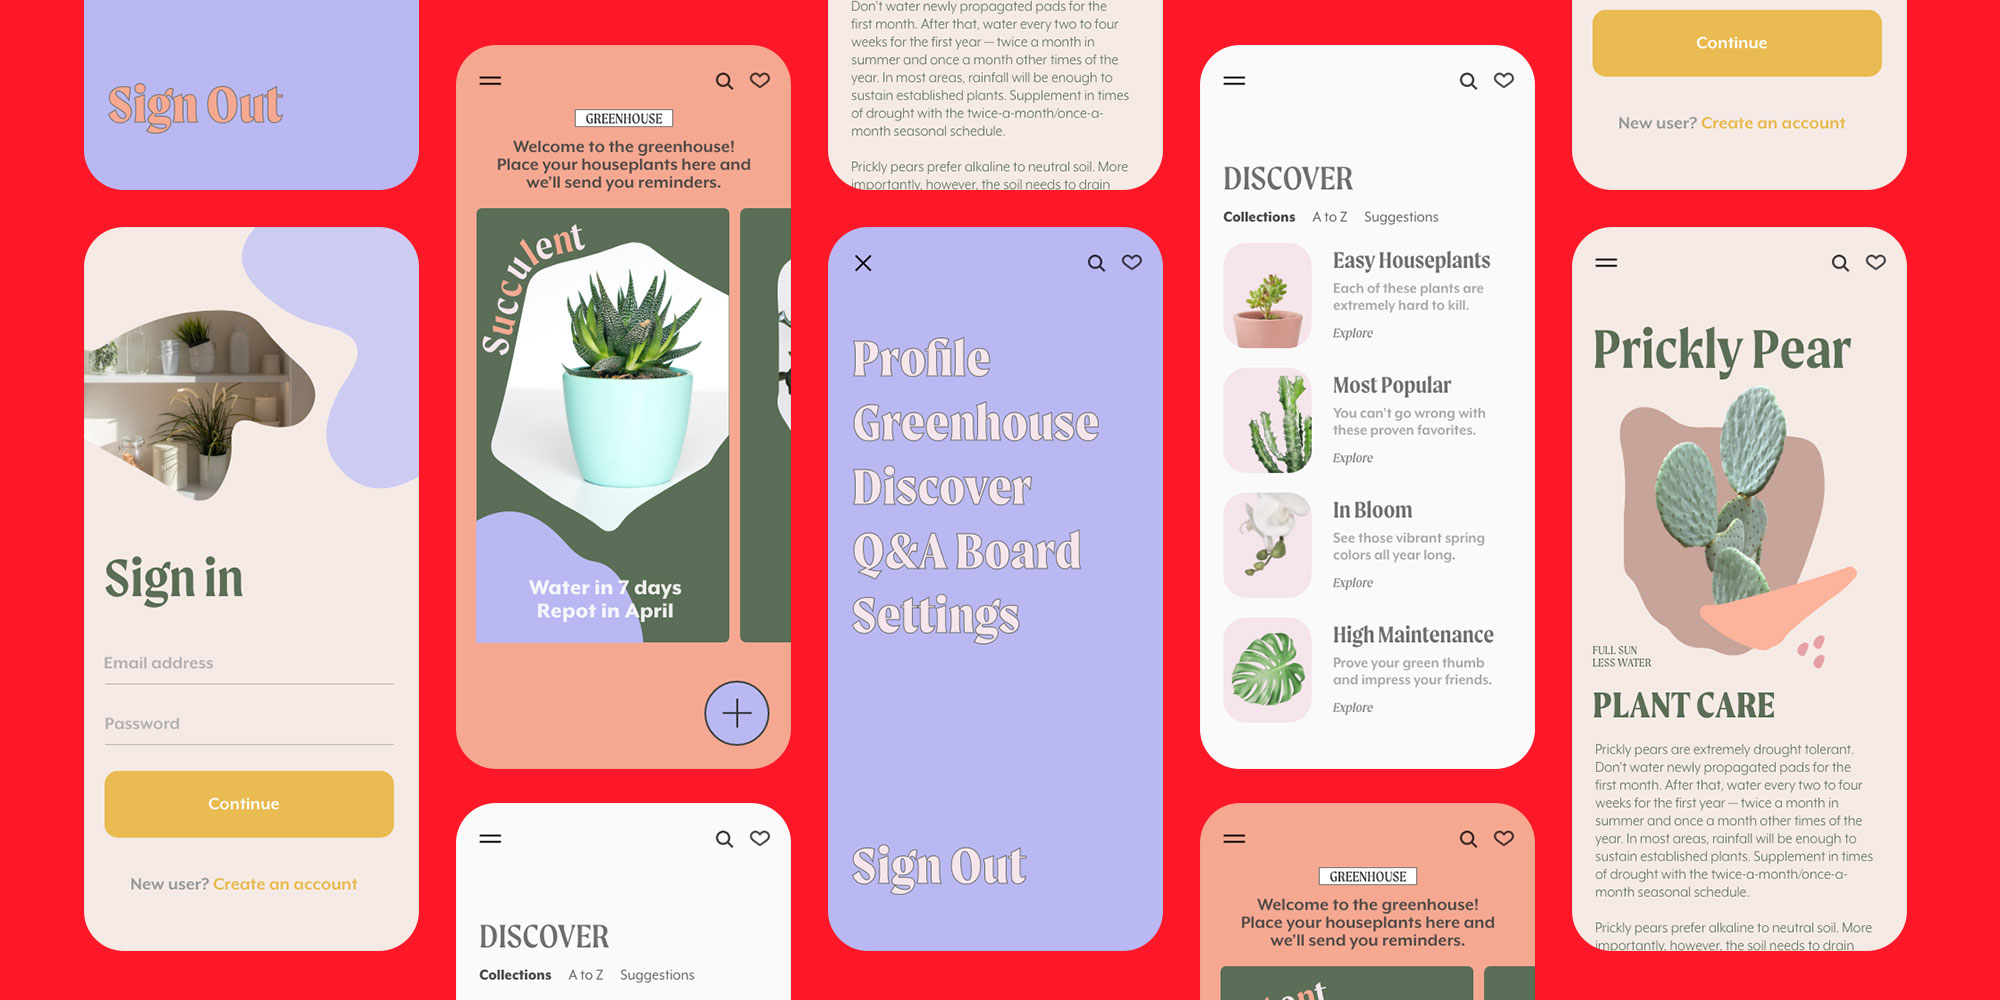 Sign Out
Sign in
Email address
Password
Continue
New user? Create an account
GREENHOUSE
Welcome to the greenhouse!
Place your houseplants here and
we'll send you reminders.
Succulent
Water in 7 days
Repot in April
DISCOVER
Collections A to Z Suggestions
Don't water newly propagated pads for the
first month. After that, water every two to four
weeks for the first year — twice a month in
summer and once a month other times of the
year. In most areas, rainfall will be enough to
sustain established plants. Supplement in times
of drought with the twice-a-month/once-a-
month seasonal schedule.
Prickly pears prefer alkaline to neutral soil. More
importantly, however, the soil needs to drain
Profile
Greenhouse
Discover
Q&A Board
Settings
Sign Out
DISCOVER
Collections A to Z Suggestions
Easy Houseplants
Each of these plants are
extremely hard to kill.
Explore
Most Popular
You can't go wrong with
these proven favorites.
Explore
In Bloom
See those vibrant spring
colors all year long.
Explore
High Maintenance
Prove your green thumb
and impress your friends.
Explore
GREENHOUSE
Welcome to the greenhouse!
Place your houseplants here and
we'll send you reminders.
Continue
New user? Create an account
Prickly Pear
FULL SUN
LESS WATER
PLANT CARE
Prickly pears are extremely drought tolerant.
Don't water newly propagated pads for the
first month. After that, water every two to four
weeks for the first year — twice a month in
summer and once a month other times of the
year. In most areas, rainfall will be enough to
sustain established plants. Supplement in times
of drought with the twice-a-month/once-a-
month seasonal schedule.
Prickly pears prefer alkaline to neutral soil. More
importantly, however, the soil needs to drain